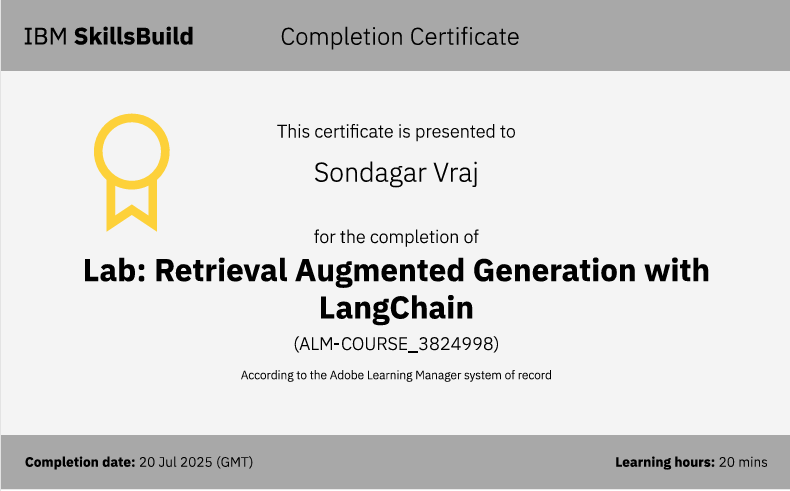 IBM SkillsBuild
Completion Certificate
This certificate is presented to
Sondagar Vraj
for the completion of
Lab: Retrieval Augmented Generation with
LangChain
(ALM-COURSE_3824998)
According to the Adobe Learning Manager system of record
Completion date: 20 Jul 2025 (GMT)
Learning hours: 20 mins